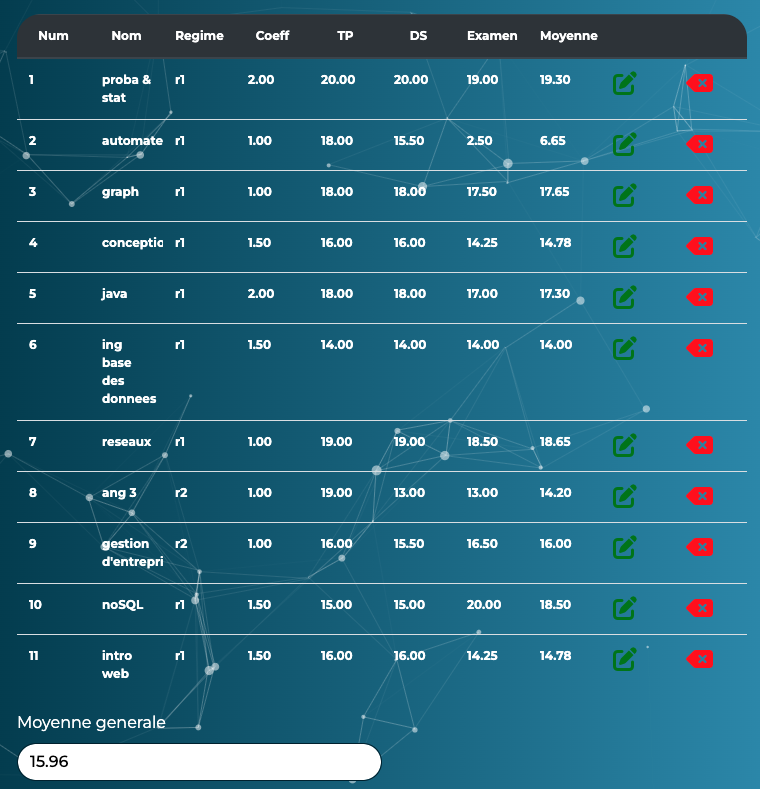 Num Nom Regime Coeff TP DS Examen Moyenne
1 proba & r1 2.00 20.00 20.00 19.00 19.30
stat
2 automate r1 1.00 18.00 15.50 2.50 6.65
3 graph r1 1.00 18.00 18.00 17.50 17.65
4 conceptic r1 1.50 16.00 16.00 14.25 14.78
5 java r1 2.00 18.00 18.00 17.00 17.30
6 ing r1 1.50 14.00 14.00 14.00 14.00
base
des
donnees
7 reseaux r1 1.00 19.00 19.00 18.50 18.65
8 ang 3 r2 1.00 19.00 13.00 13.00 14.20
9 gestion r2 1.00 16.00 15.50 16.50 16.00
d'entrepri
10 noSQL r1 1.50 15.00 15.00 20.00 18.50
11 intro r1 1.50 16.00 16.00 14.25 14.78
web
Moyenne generale
15.96